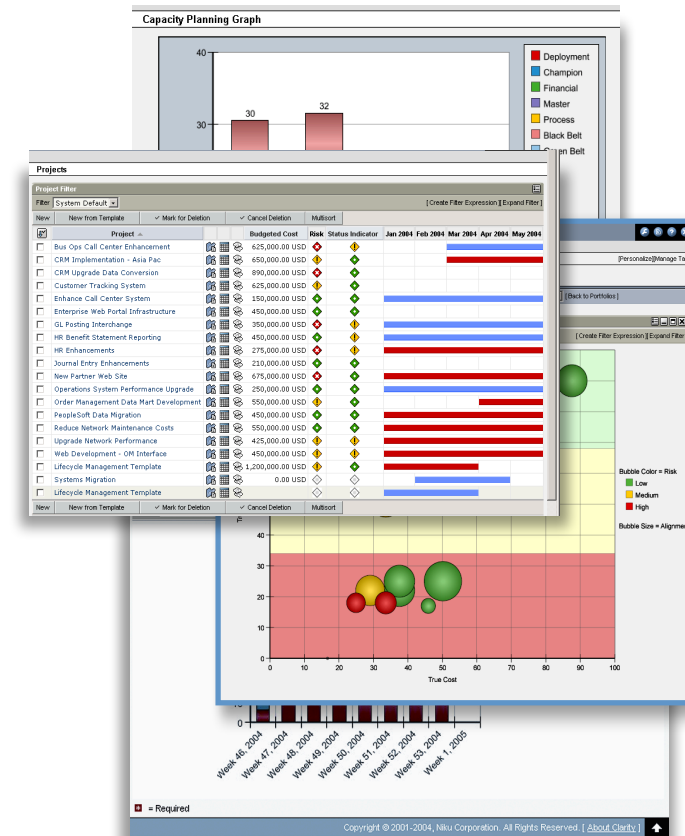 Capacity Planning Graph
40
30
30
32
Deployment
Champion
Financial
Master
Process
Black Belt
Projects
Project Filter
Filter System Default [ Create Filter Expression ][ Expand Filter ]
New New from Template ✓ Mark for Deletion ✓ Cancel Deletion Multisort
Project Budgeted Cost Risk Status Indicator Jan 2004 Feb 2004 Mar 2004 Apr 2004 May 2004
Bus Ops Call Center Enhancement 625,000.00 USD
CRM Implementation - Asia Pac 650,000.00 USD
CRM Upgrade Data Conversion 890,000.00 USD
Customer Tracking System 625,000.00 USD
Enhance Call Center System 150,000.00 USD
Enterprise Web Portal Infrastructure 450,000.00 USD
GL Posting Interchange 350,000.00 USD
HR Benefit Statement Reporting 450,000.00 USD
HR Enhancements 275,000.00 USD
Journal Entry Enhancements 210,000.00 USD
New Partner Web Site 675,000.00 USD
Operations System Performance Upgrade 250,000.00 USD
Order Management Data Mart Development 550,000.00 USD
PeopleSoft Data Migration 450,000.00 USD
Reduce Network Maintenance Costs 550,000.00 USD
Upgrade Network Performance 425,000.00 USD
Web Development - OM Interface 450,000.00 USD
Lifecycle Management Template 1,200,000.00 USD
Systems Migration 0.00 USD
Lifecycle Management Template
New New from Template ✓ Mark for Deletion ✓ Cancel Deletion Multisort
[Personalize][Manage Ta
[ Back to Portfolios ]
[ Create Filter Expression ][ Expand Filter
Bubble Color = Risk
Low
Medium
High
Bubble Size = Alignme
40
30
20
10
0
0 10 20 30 40 50 60 70 80 90 100
True Cost
0
Week 46, 2004
Week 47, 2004
Week 48, 2004
Week 49, 2004
Week 50, 2004
Week 51, 2004
Week 52, 2004
Week 53, 2004
Week 1, 2005
= Required
Copyright © 2001-2004, Niku Corporation. All Rights Reserved. [ About Clarity ]